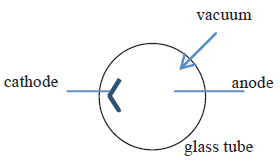 vacuum
cathode
anode
glass tube